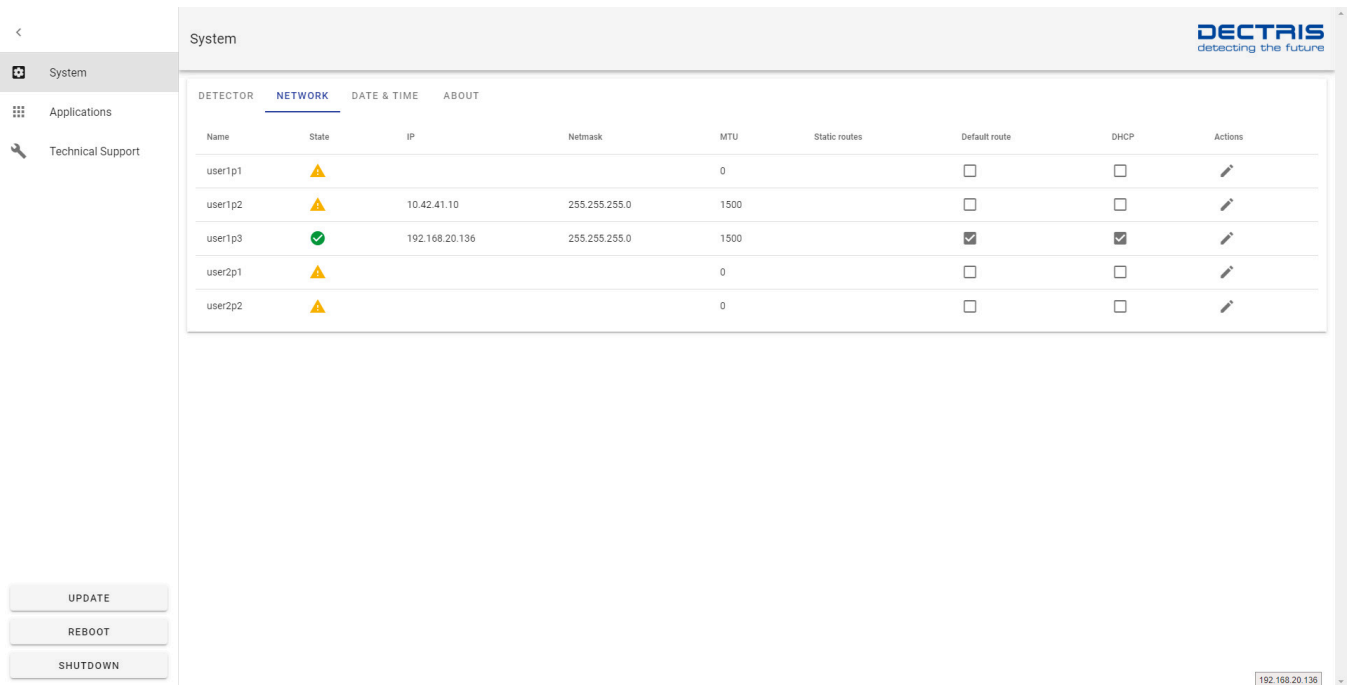 System
DECTRIS
detecting the future
System
Applications
Technical Support
DETECTOR NETWORK DATE & TIME ABOUT
Name State IP Netmask MTU Static routes Default route DHCP Actions
user1p1 0
user1p2 10.42.41.10 255.255.255.0 1500
user1p3 192.168.20.136 255.255.255.0 1500
user2p1 0
user2p2 0
UPDATE
REBOOT
SHUTDOWN
192.168.20.136